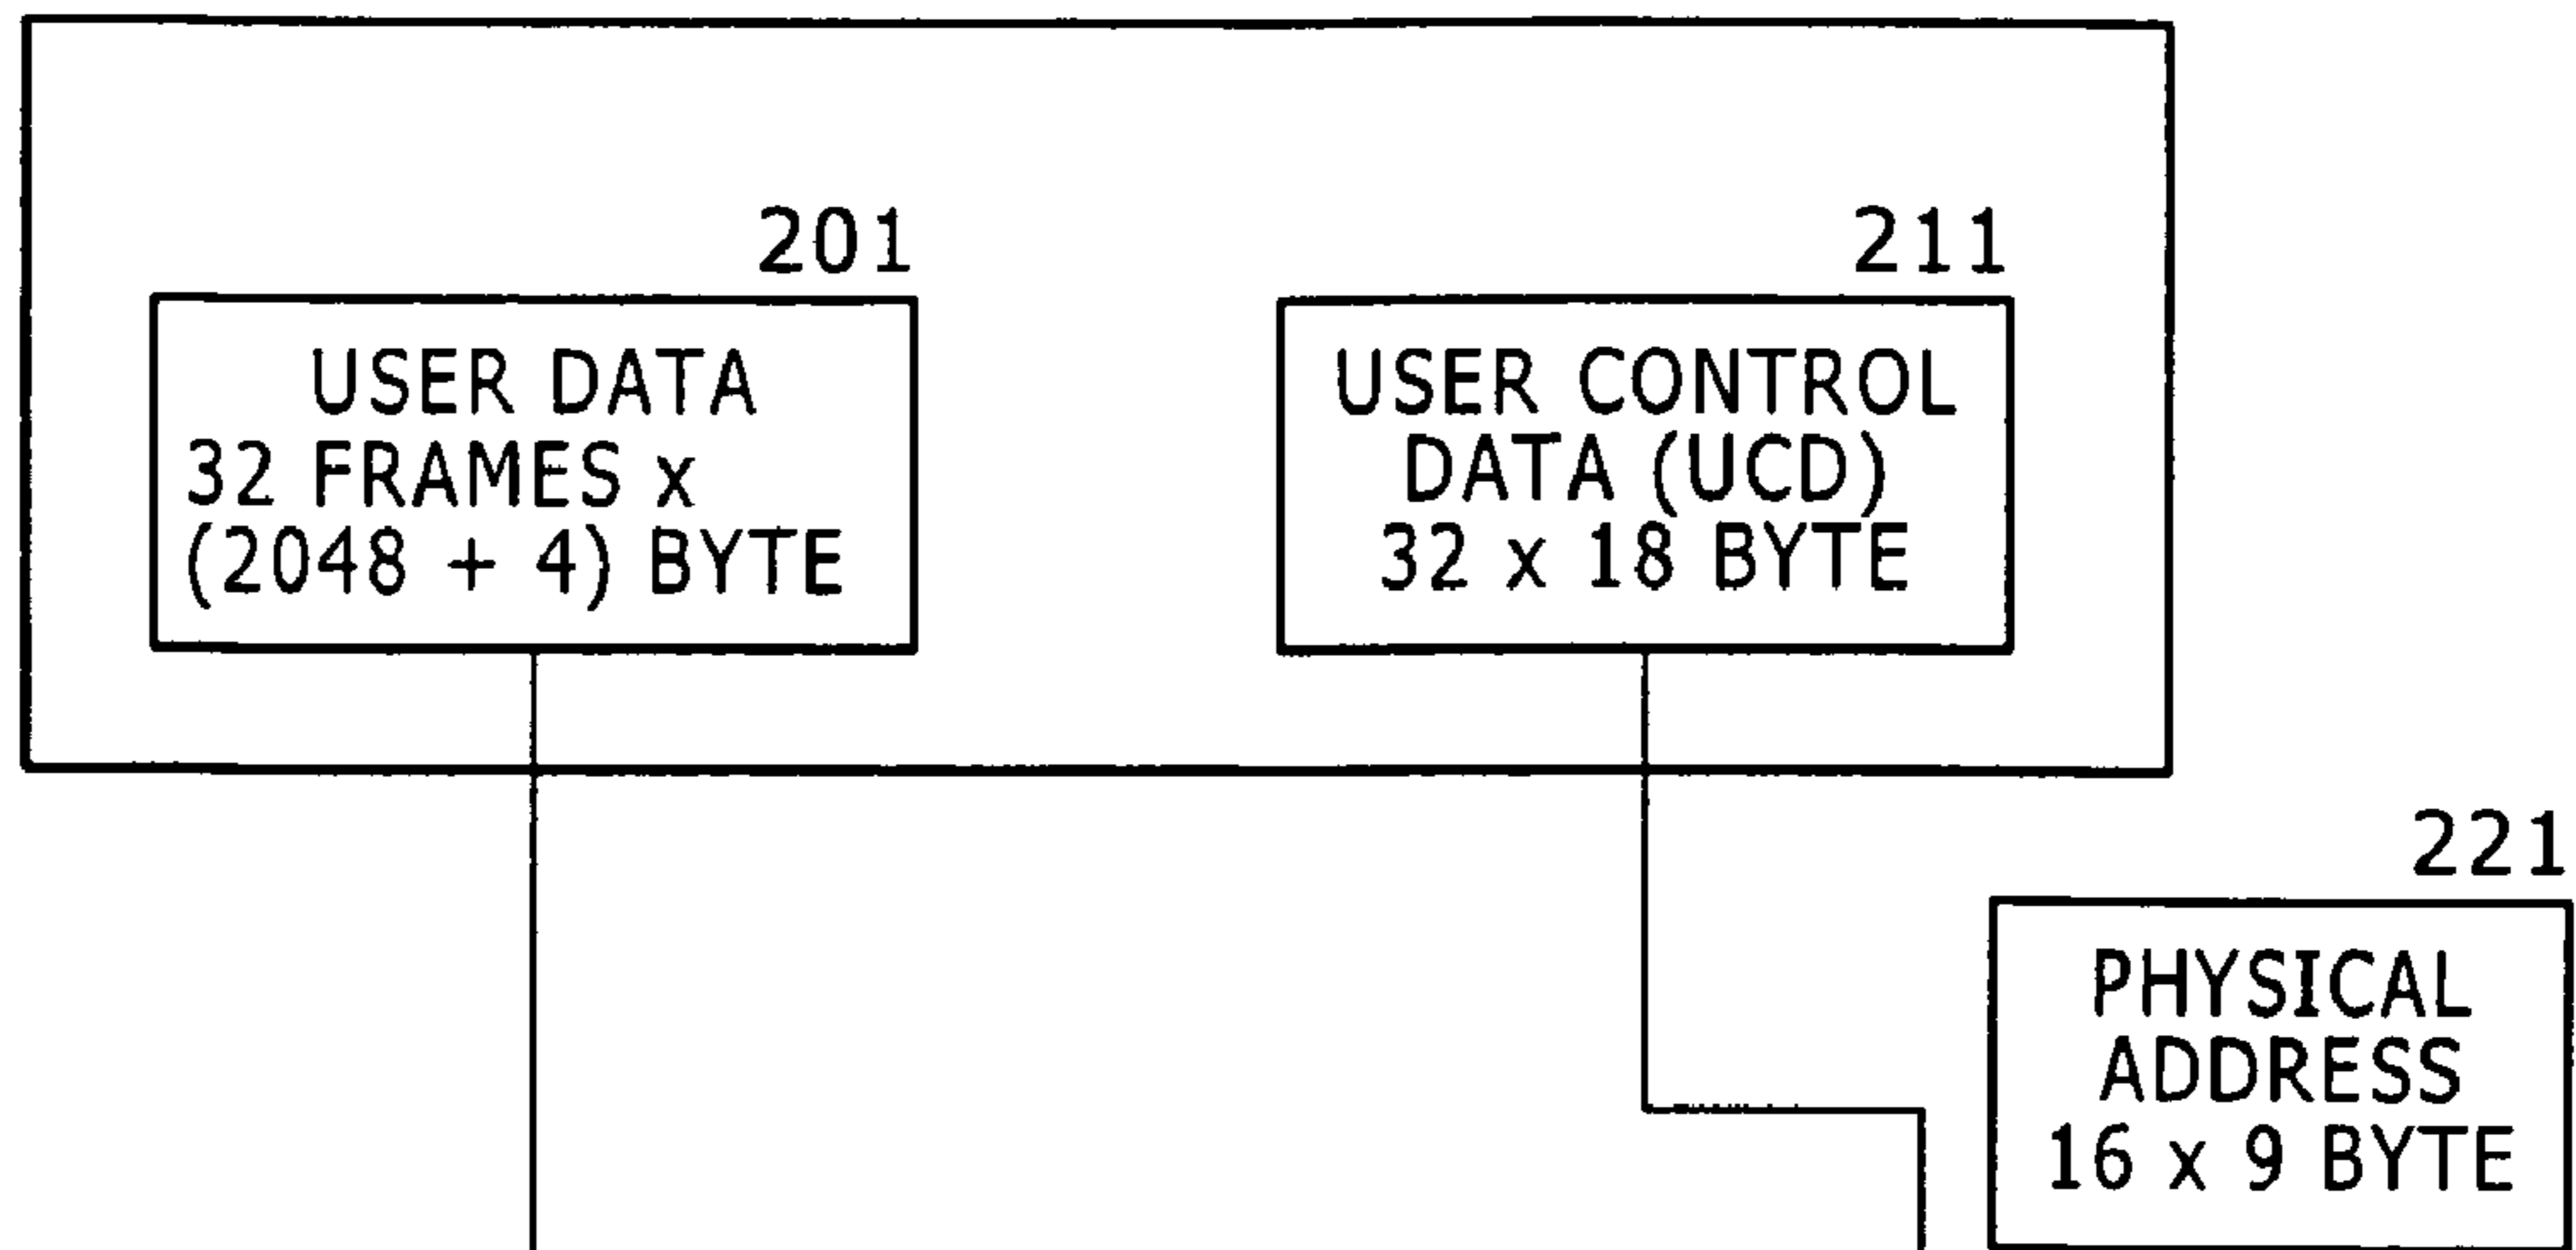 201
USER DATA
32 FRAMES x
(2048 + 4) BYTE
211
USER CONTROL
DATA (UCD)
32 x 18 BYTE
221
PHYSICAL
ADDRESS
16 x 9 BYTE